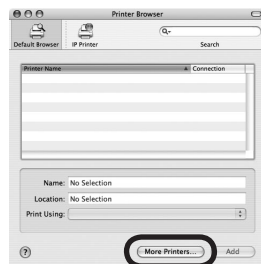 Printer Browser
Default Browser
IP Printer
Search
Printer Name
Connection
Name: No Selection
Location: No Selection
Print Using:
?
More Printers...
Add